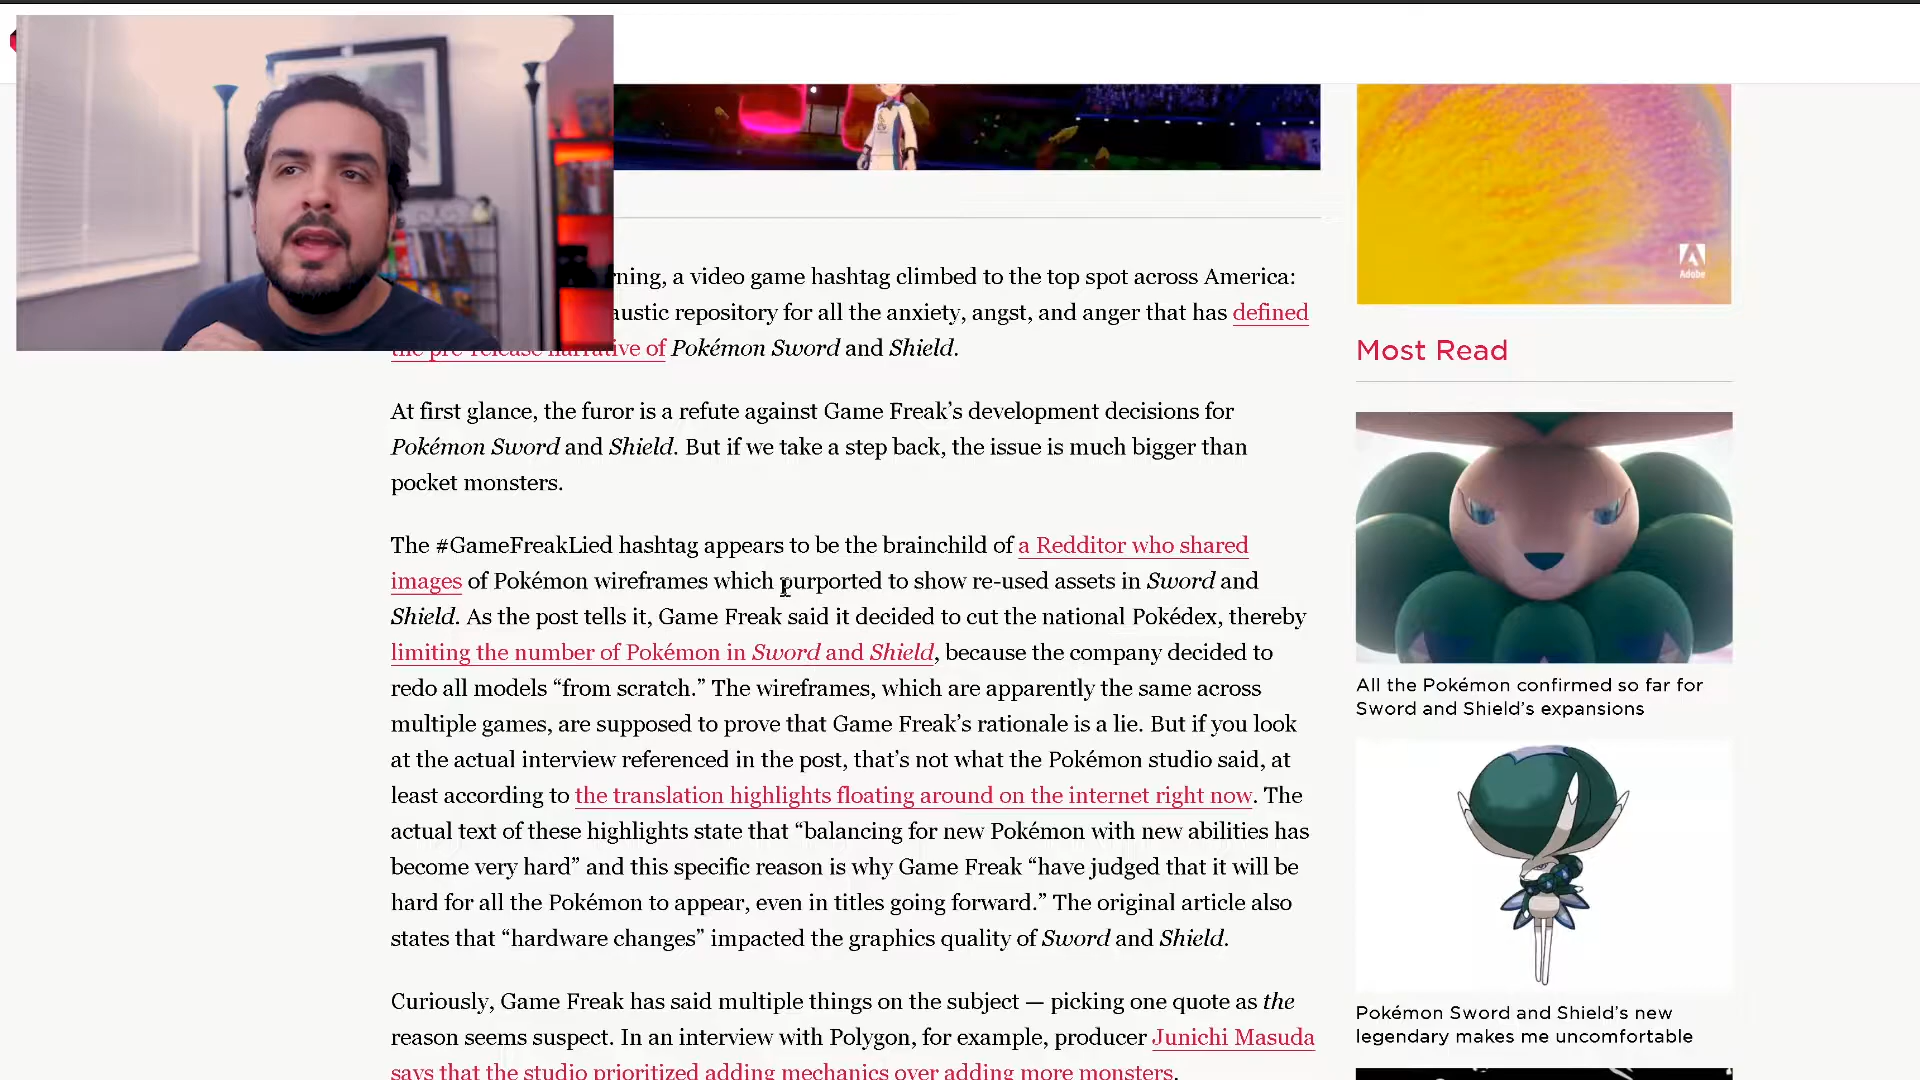 rning, a video game hashtag climbed to the top spot across America:
austic repository for all the anxiety, angst, and anger that has defined
the pre-release narrative of Pokémon Sword and Shield.
At first glance, the furor is a refute against Game Freak’s development decisions for
Pokémon Sword and Shield. But if we take a step back, the issue is much bigger than
pocket monsters.
The #GameFreakLied hashtag appears to be the brainchild of a Redditor who shared
images of Pokémon wireframes which purported to show re-used assets in Sword and
Shield. As the post tells it, Game Freak said it decided to cut the national Pokédex, thereby
limiting the number of Pokémon in Sword and Shield, because the company decided to
redo all models “from scratch.” The wireframes, which are apparently the same across
multiple games, are supposed to prove that Game Freak’s rationale is a lie. But if you look
at the actual interview referenced in the post, that’s not what the Pokémon studio said, at
least according to the translation highlights floating around on the internet right now. The
actual text of these highlights state that “balancing for new Pokémon with new abilities has
become very hard” and this specific reason is why Game Freak “have judged that it will be
hard for all the Pokémon to appear, even in titles going forward.” The original article also
states that “hardware changes” impacted the graphics quality of Sword and Shield.
Curiously, Game Freak has said multiple things on the subject — picking one quote as the
reason seems suspect. In an interview with Polygon, for example, producer Junichi Masuda
says that the studio prioritized adding mechanics over adding more monsters.
Adobe
Most Read
All the Pokémon confirmed so far for
Sword and Shield’s expansions
Pokémon Sword and Shield’s new
legendary makes me uncomfortable